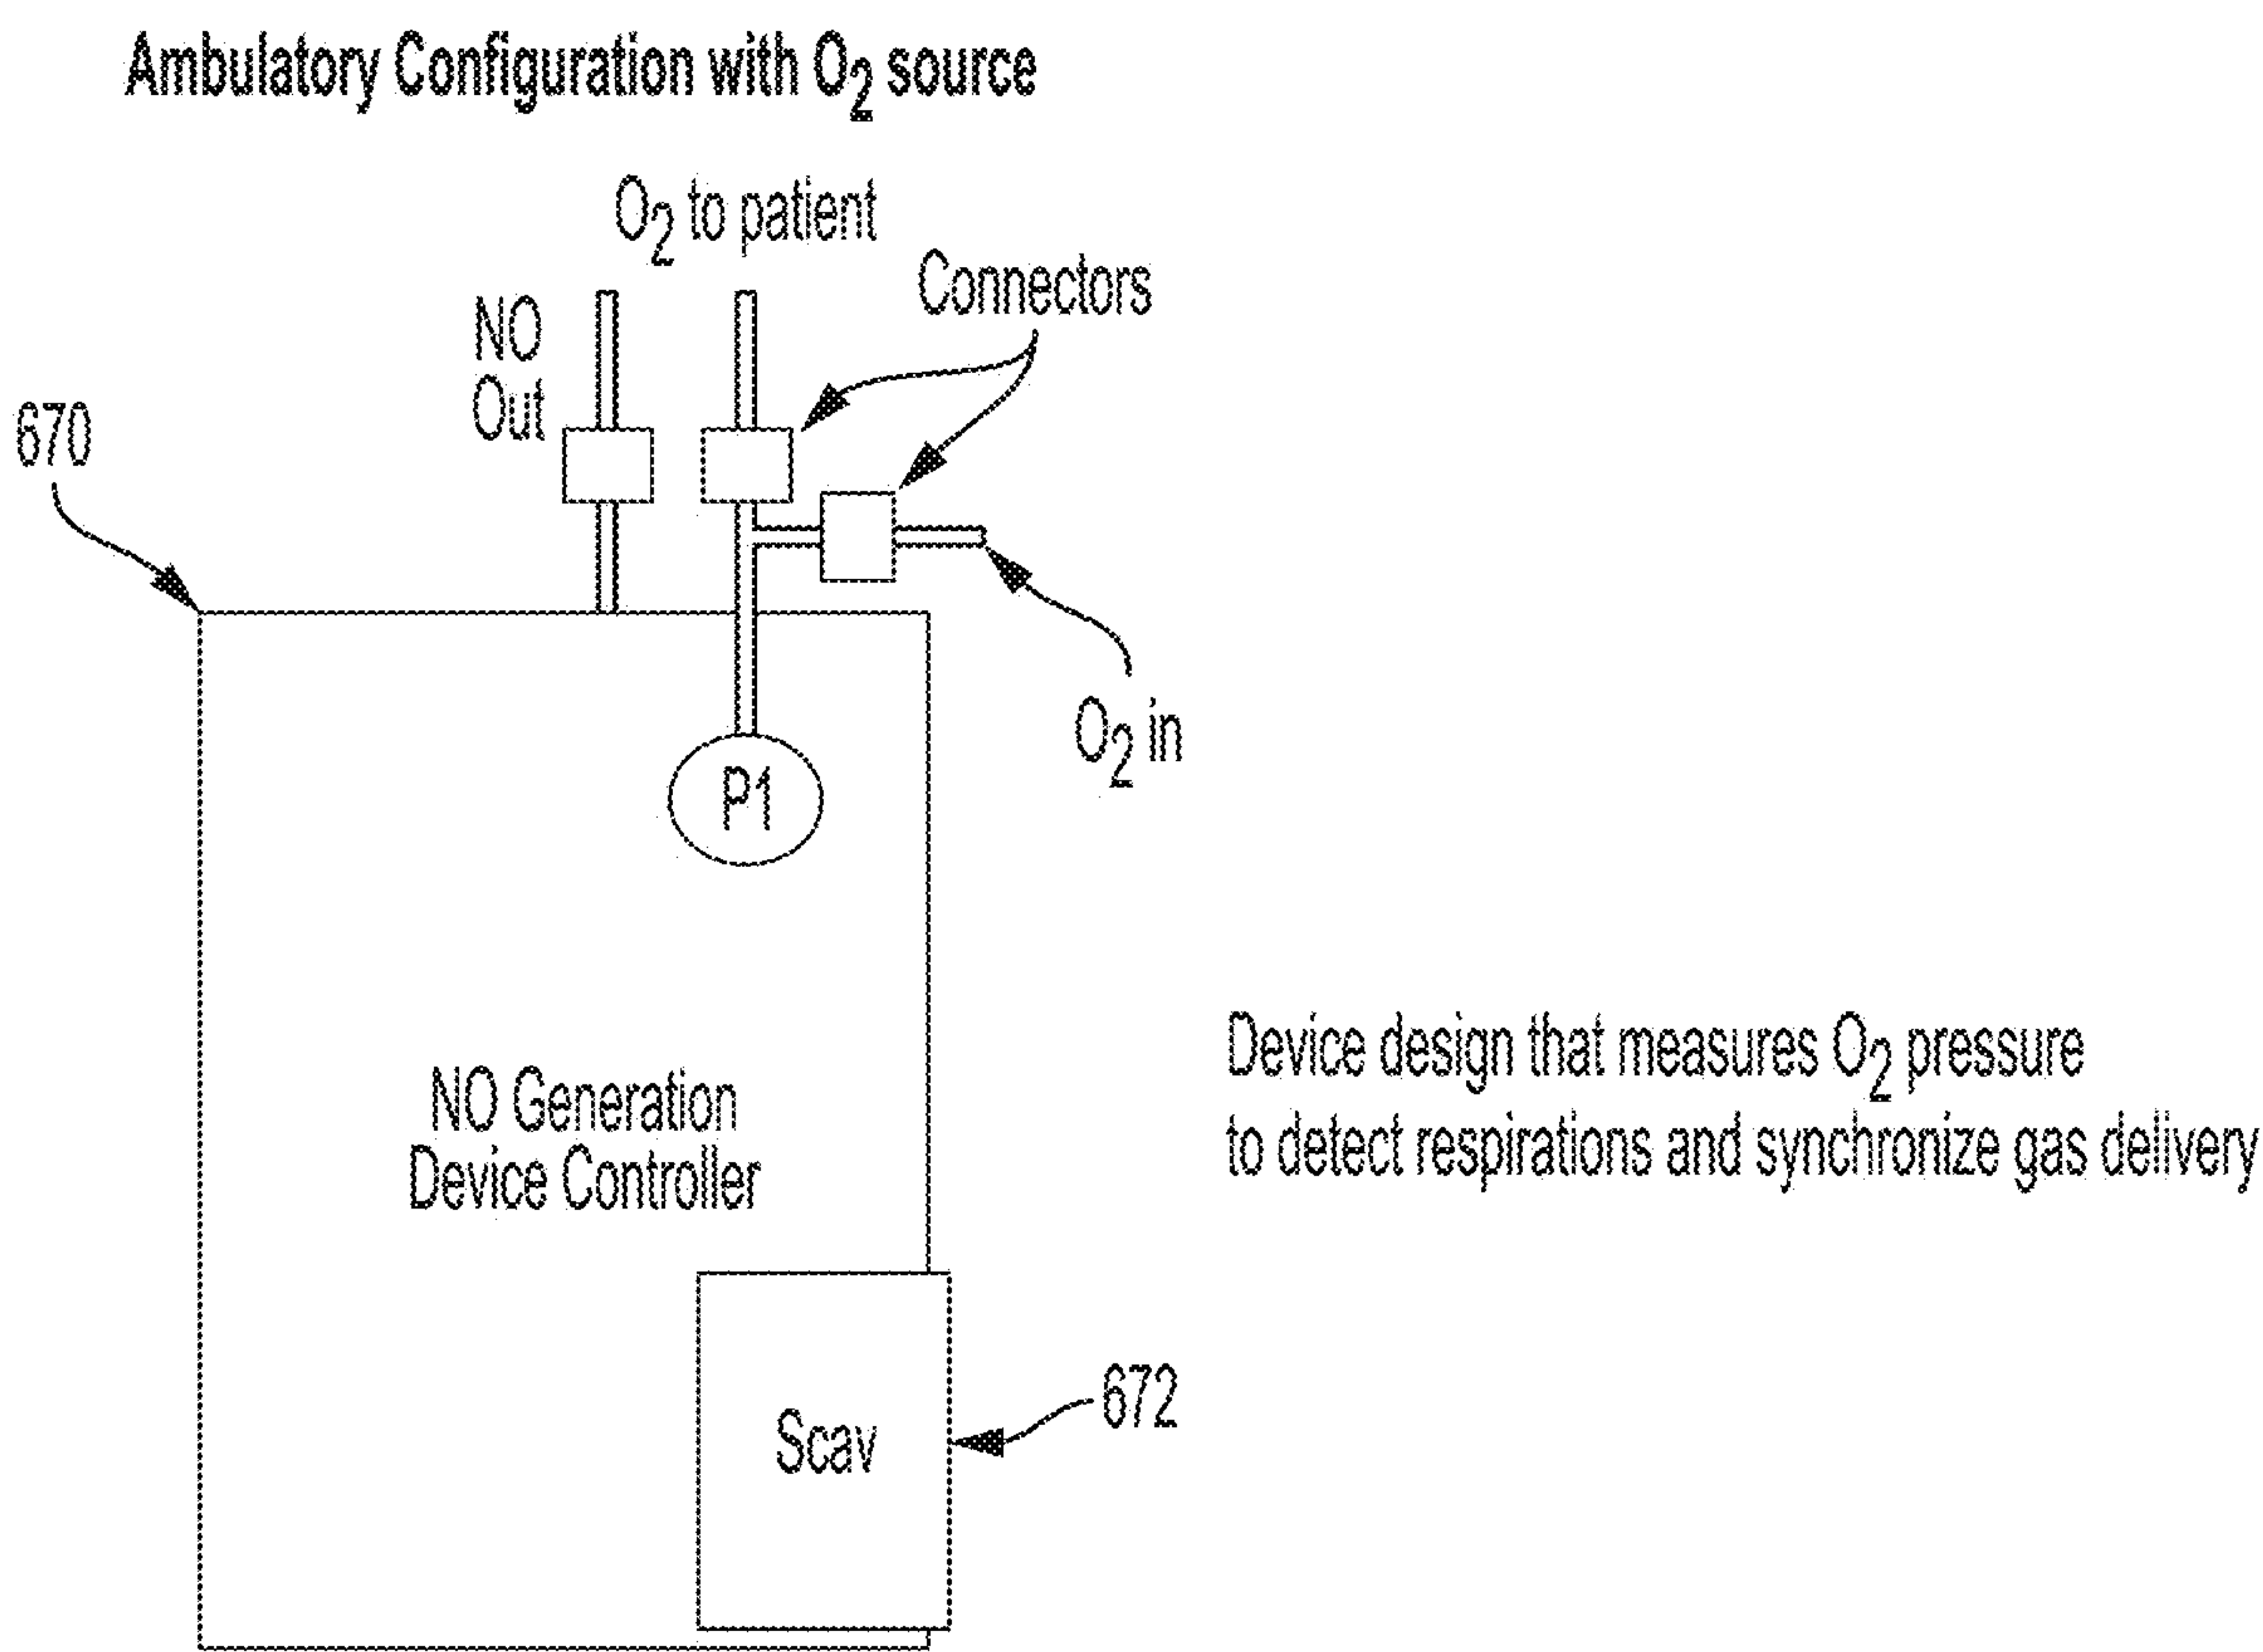 Ambulatory Configuration with O₂ source
O₂ to patient
Connectors
NO
Out
670
O₂ in
P1
NO Generation
Device Controller
Device design that measures O₂ pressure
to detect respirations and synchronize gas delivery
672
Scav